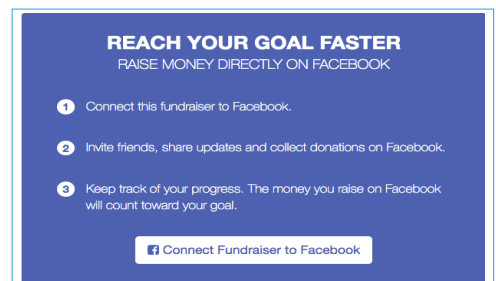 REACH YOUR GOAL FASTER
RAISE MONEY DIRECTLY ON FACEBOOK
1 Connect this fundraiser to Facebook.
2 Invite friends, share updates and collect donations on Facebook.
3 Keep track of your progress. The money you raise on Facebook
will count toward your goal.
Connect Fundraiser to Facebook